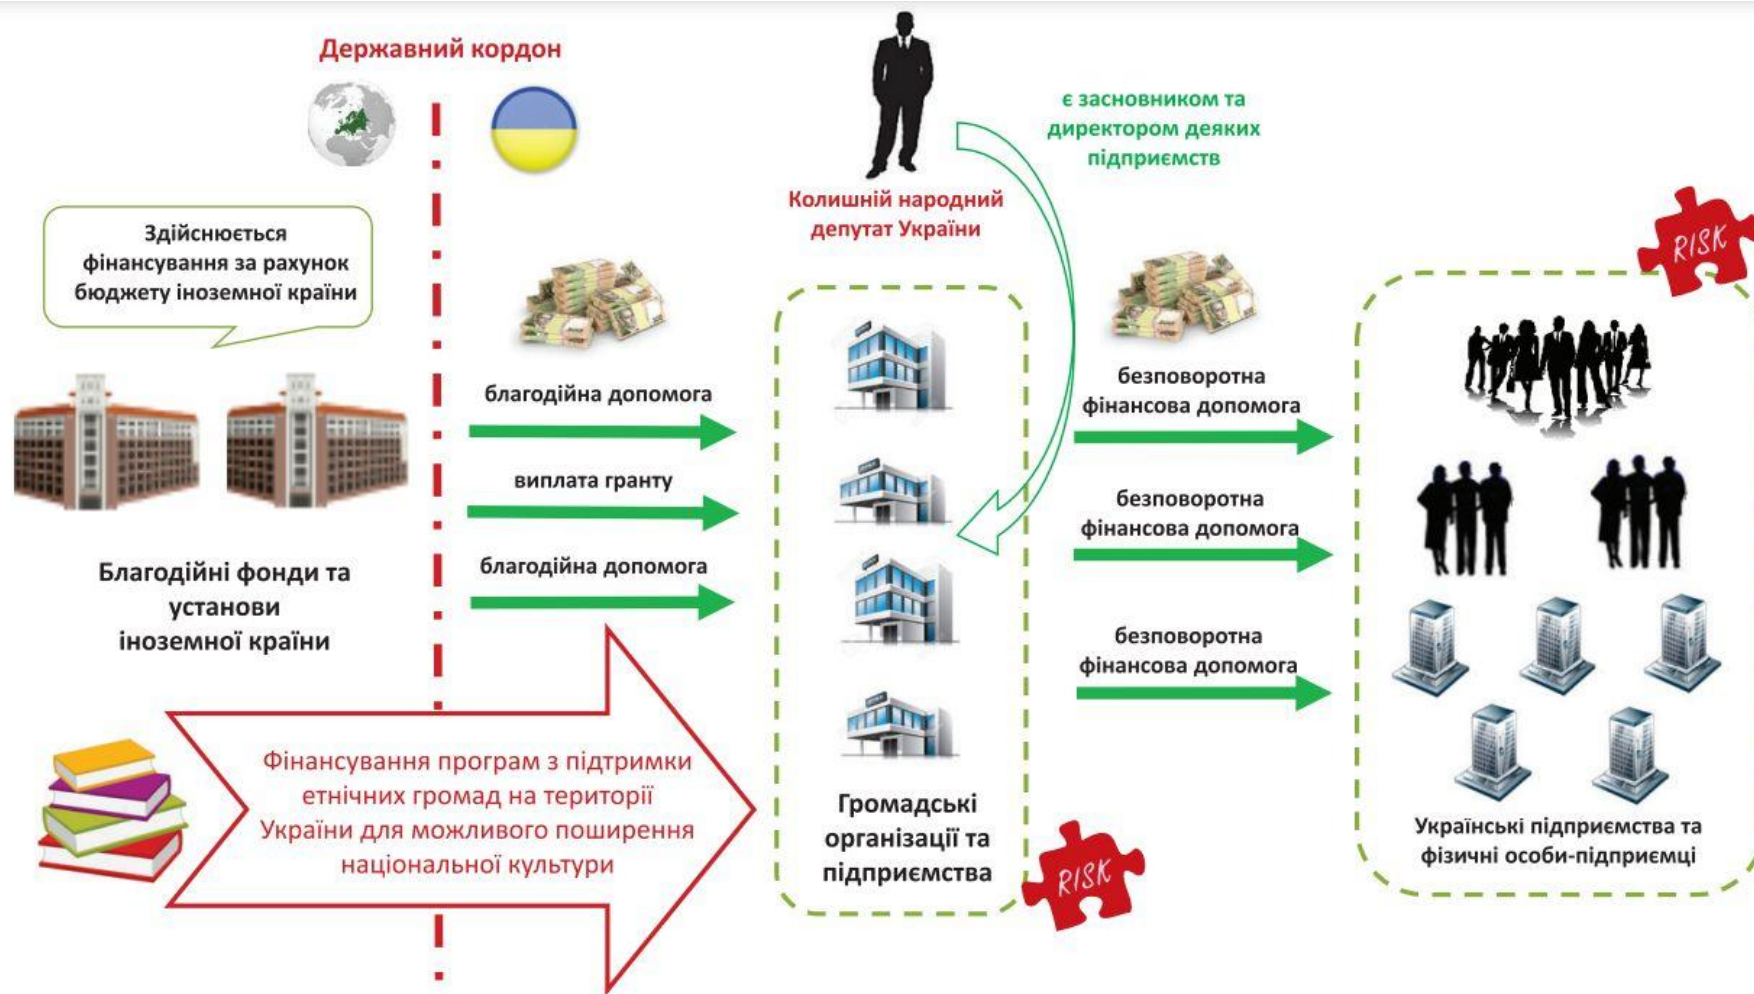 Державний кордон
є засновником та
директором деяких
підприємств
Колишній народний
депутат України
Здійснюється
фінансування за рахунок
бюджету іноземної країни
благодійна допомога
виплата гранту
благодійна допомога
безповоротна
фінансова допомога
безповоротна
фінансова допомога
безповоротна
фінансова допомога
RISK
Благодійні фонди та
установи
іноземної країни
Фінансування програм з підтримки
етнічних громад на території
України для можливого поширення
національної культури
Громадські
організації та
підприємства
RISK
Українські підприємства та
фізичні особи-підприємці